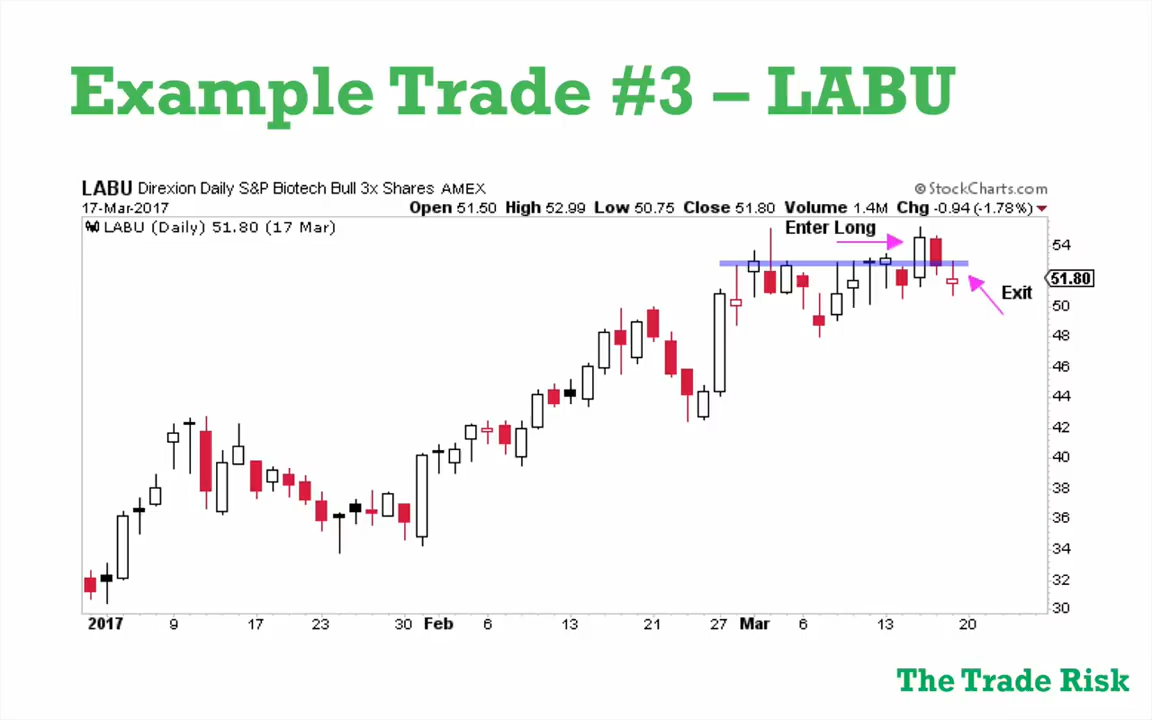 Example Trade #3 – LABU
LABU Direxion Daily S&P Biotech Bull 3x Shares AMEX
© StockCharts.com
17-Mar-2017
Open 51.50 High 52.99 Low 50.75 Close 51.80 Volume 1.4M Chg -0.94 (-1.78%)
LABU (Daily) 51.80 (17 Mar)
Enter Long
Exit
54
51.80
50
48
46
44
42
40
38
36
34
32
30
2017 9 17 23 30 Feb 6 13 21 27 Mar 6 13 20
The Trade Risk